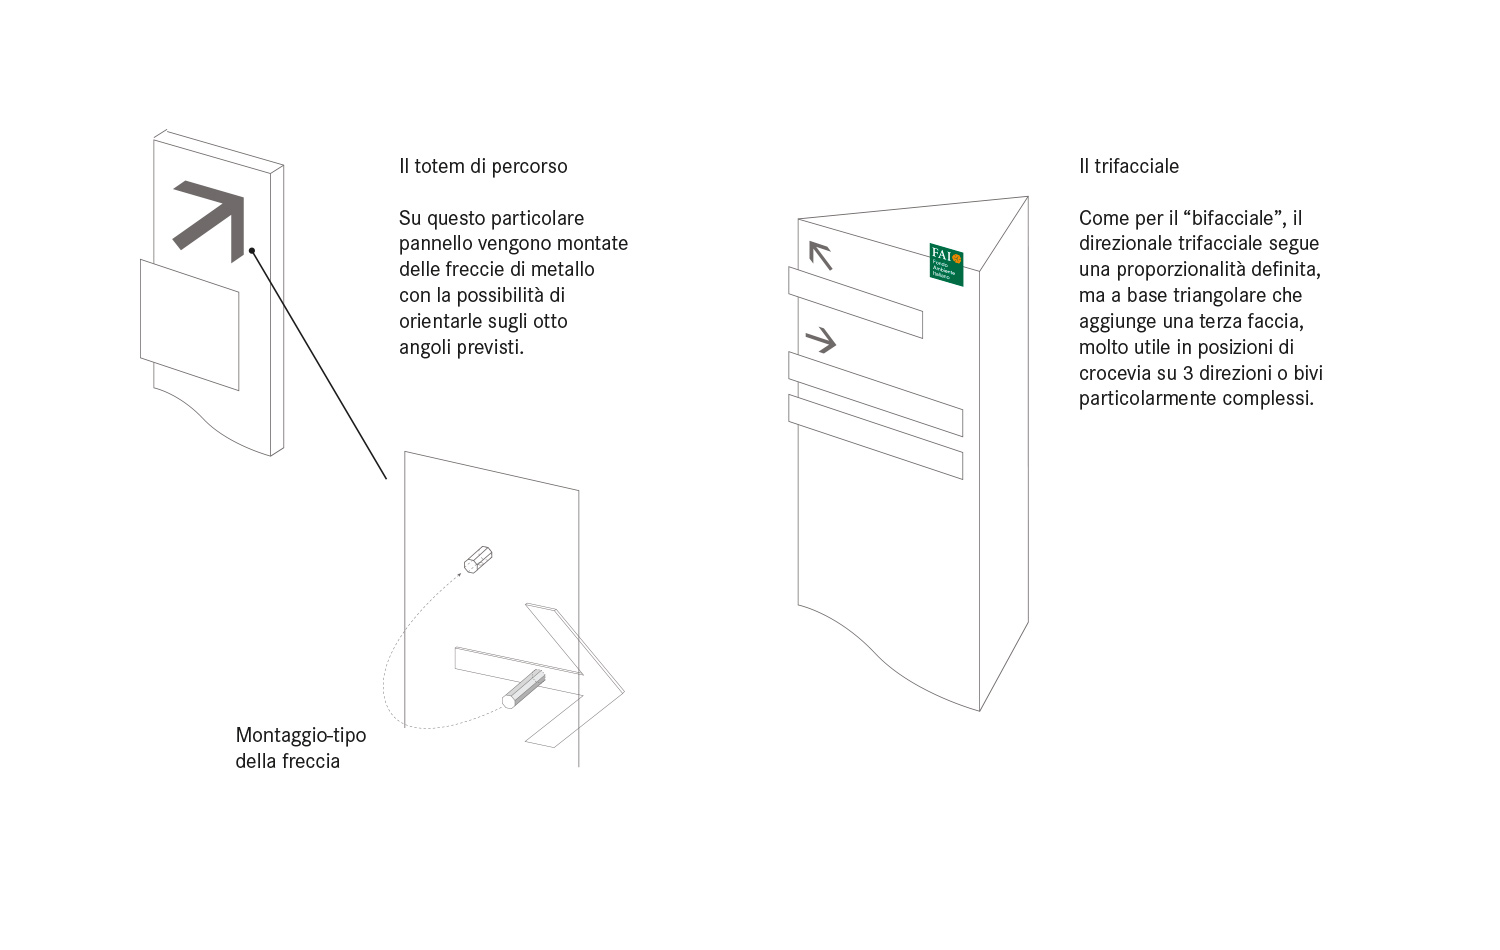 Il totem di percorso
Su questo particolare
pannello vengono montate
delle freccie di metallo
con la possibilità di
orientarle sugli otto
angoli previsti.
Montaggio-tipo
della freccia
FAI
Fondo
Ambiente
Italiano
Il trifacciale
Come per il “bifacciale”, il
direzionale trifacciale segue
una proporzionalità definita,
ma a base triangolare che
aggiunge una terza faccia,
molto utile in posizioni di
crocevia su 3 direzioni o bivi
particolarmente complessi.